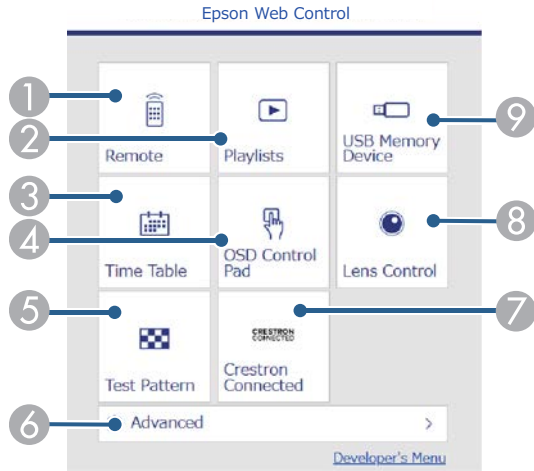 Epson Web Control
1
Remote
2
Playlists
9
USB Memory
Device
3
Time Table
4
OSD Control
Pad
8
Lens Control
5
Test Pattern
7
CRESTRON
CONNECTED
Crestron
Connected
6
Advanced
>
Developer's Menu